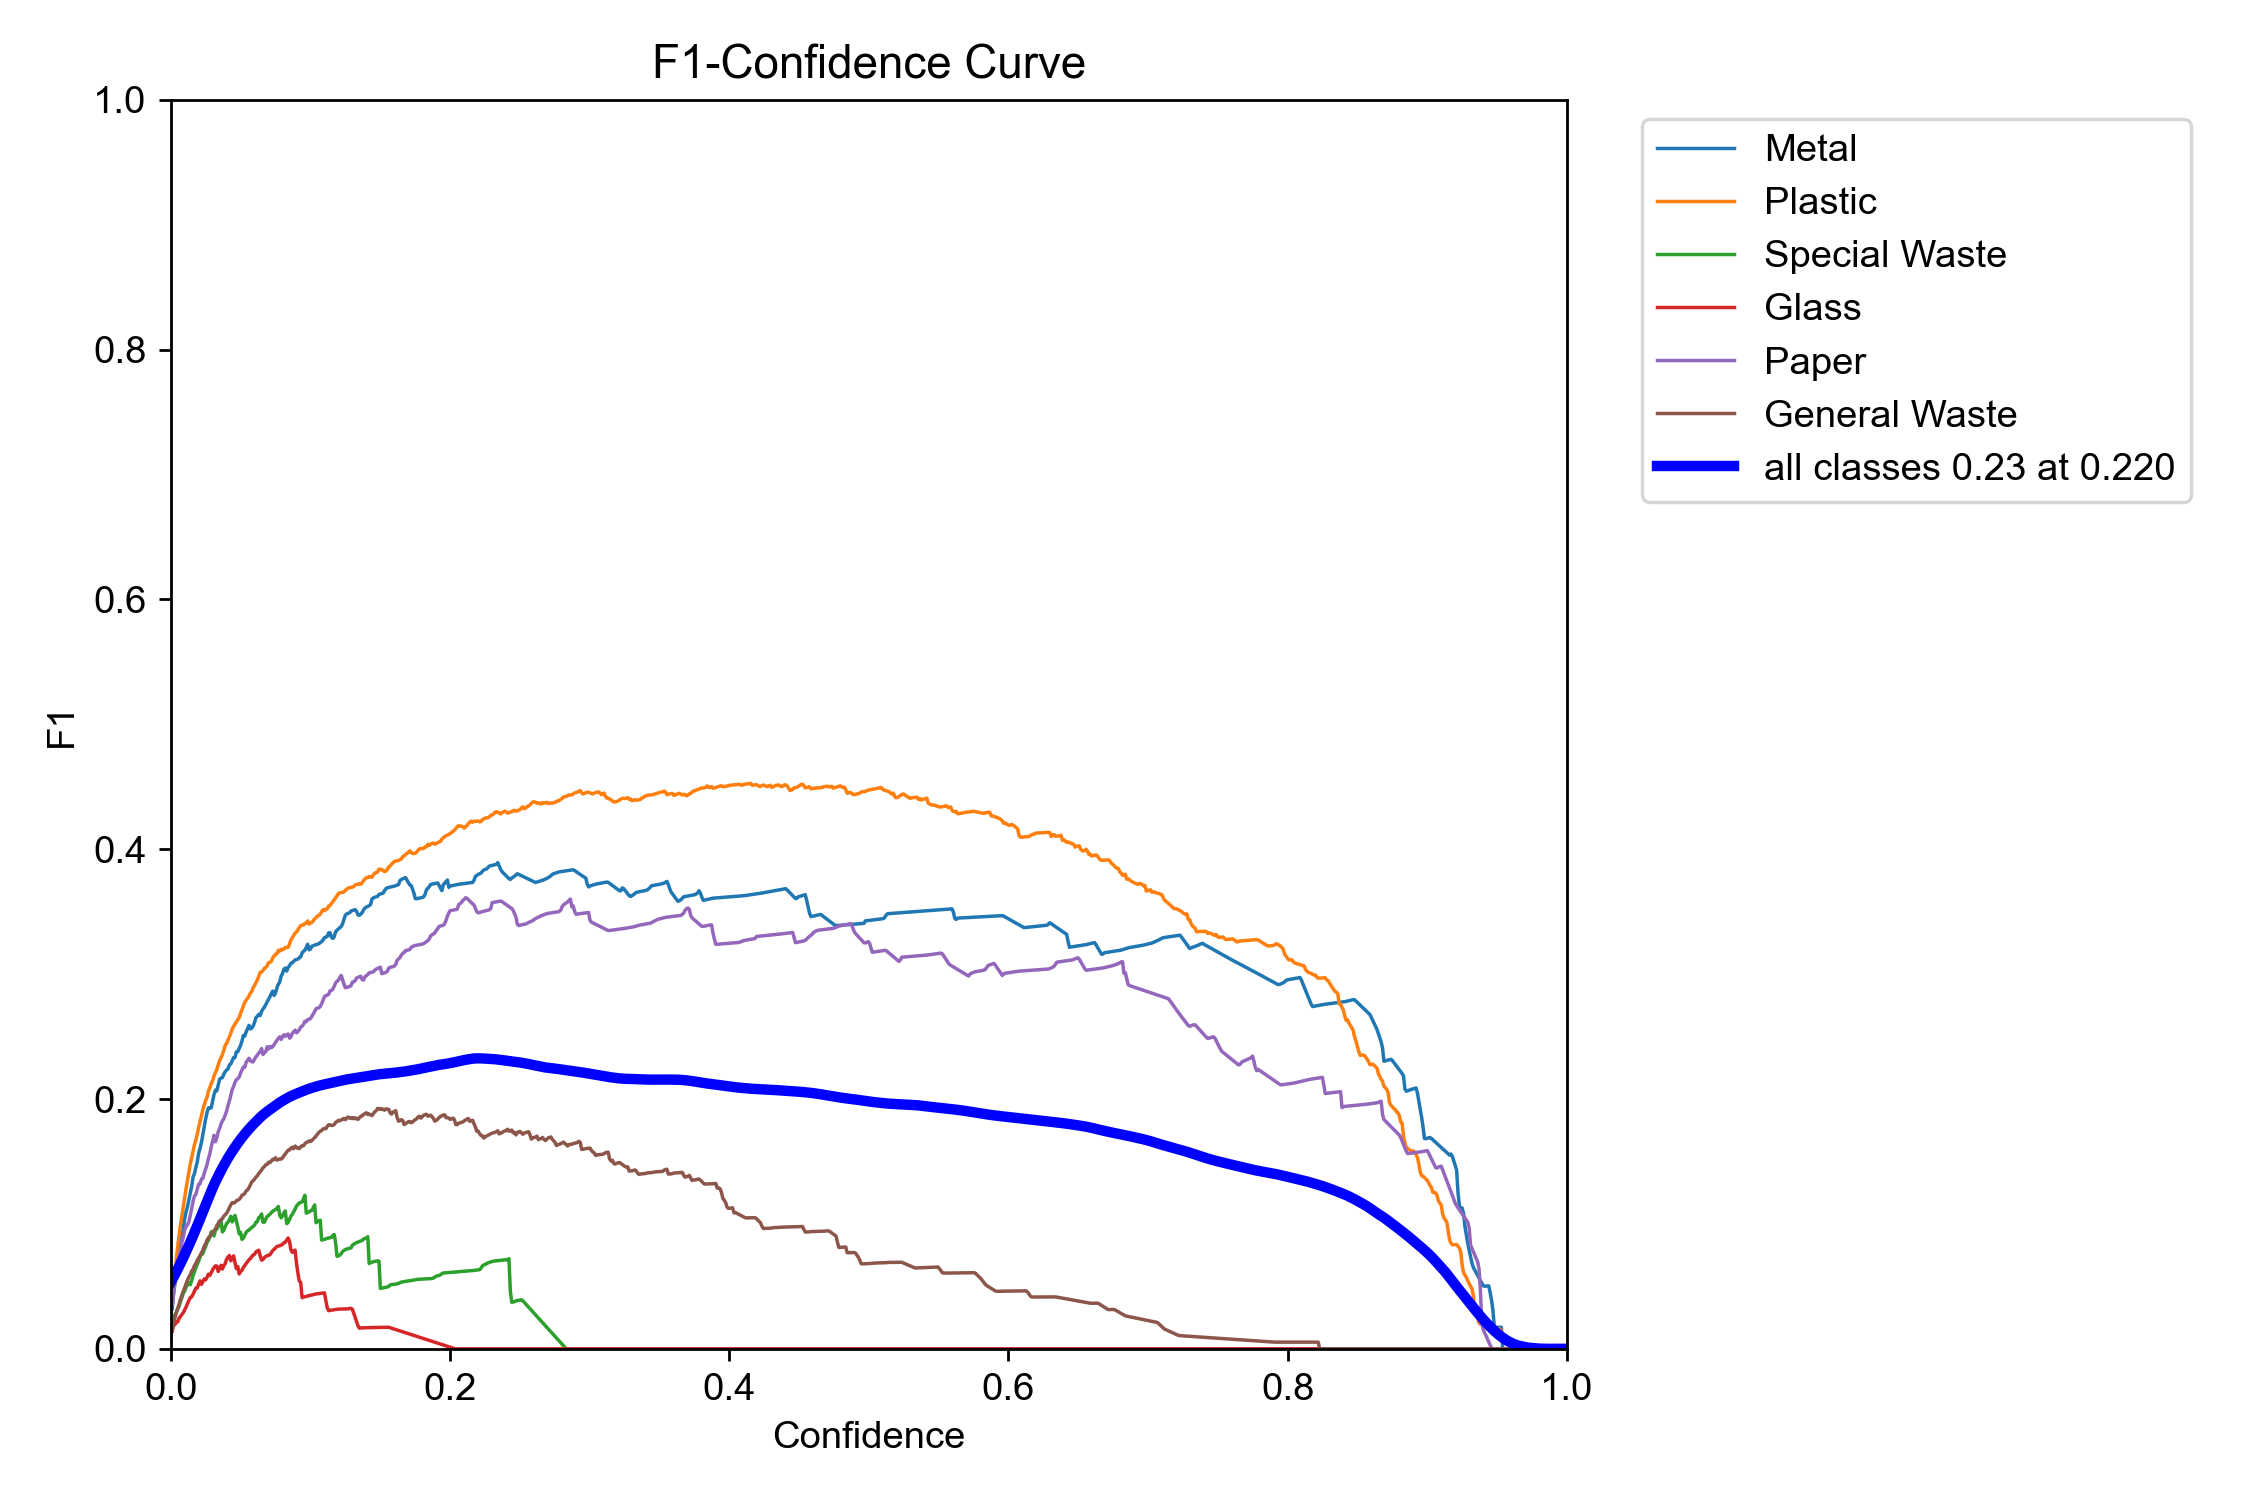 F1-Confidence Curve
1.0
0.8
0.6
0.4
0.2
0.0
F1
0.0 0.2 0.4 0.6 0.8 1.0
Confidence
Metal
Plastic
Special Waste
Glass
Paper
General Waste
all classes 0.23 at 0.220